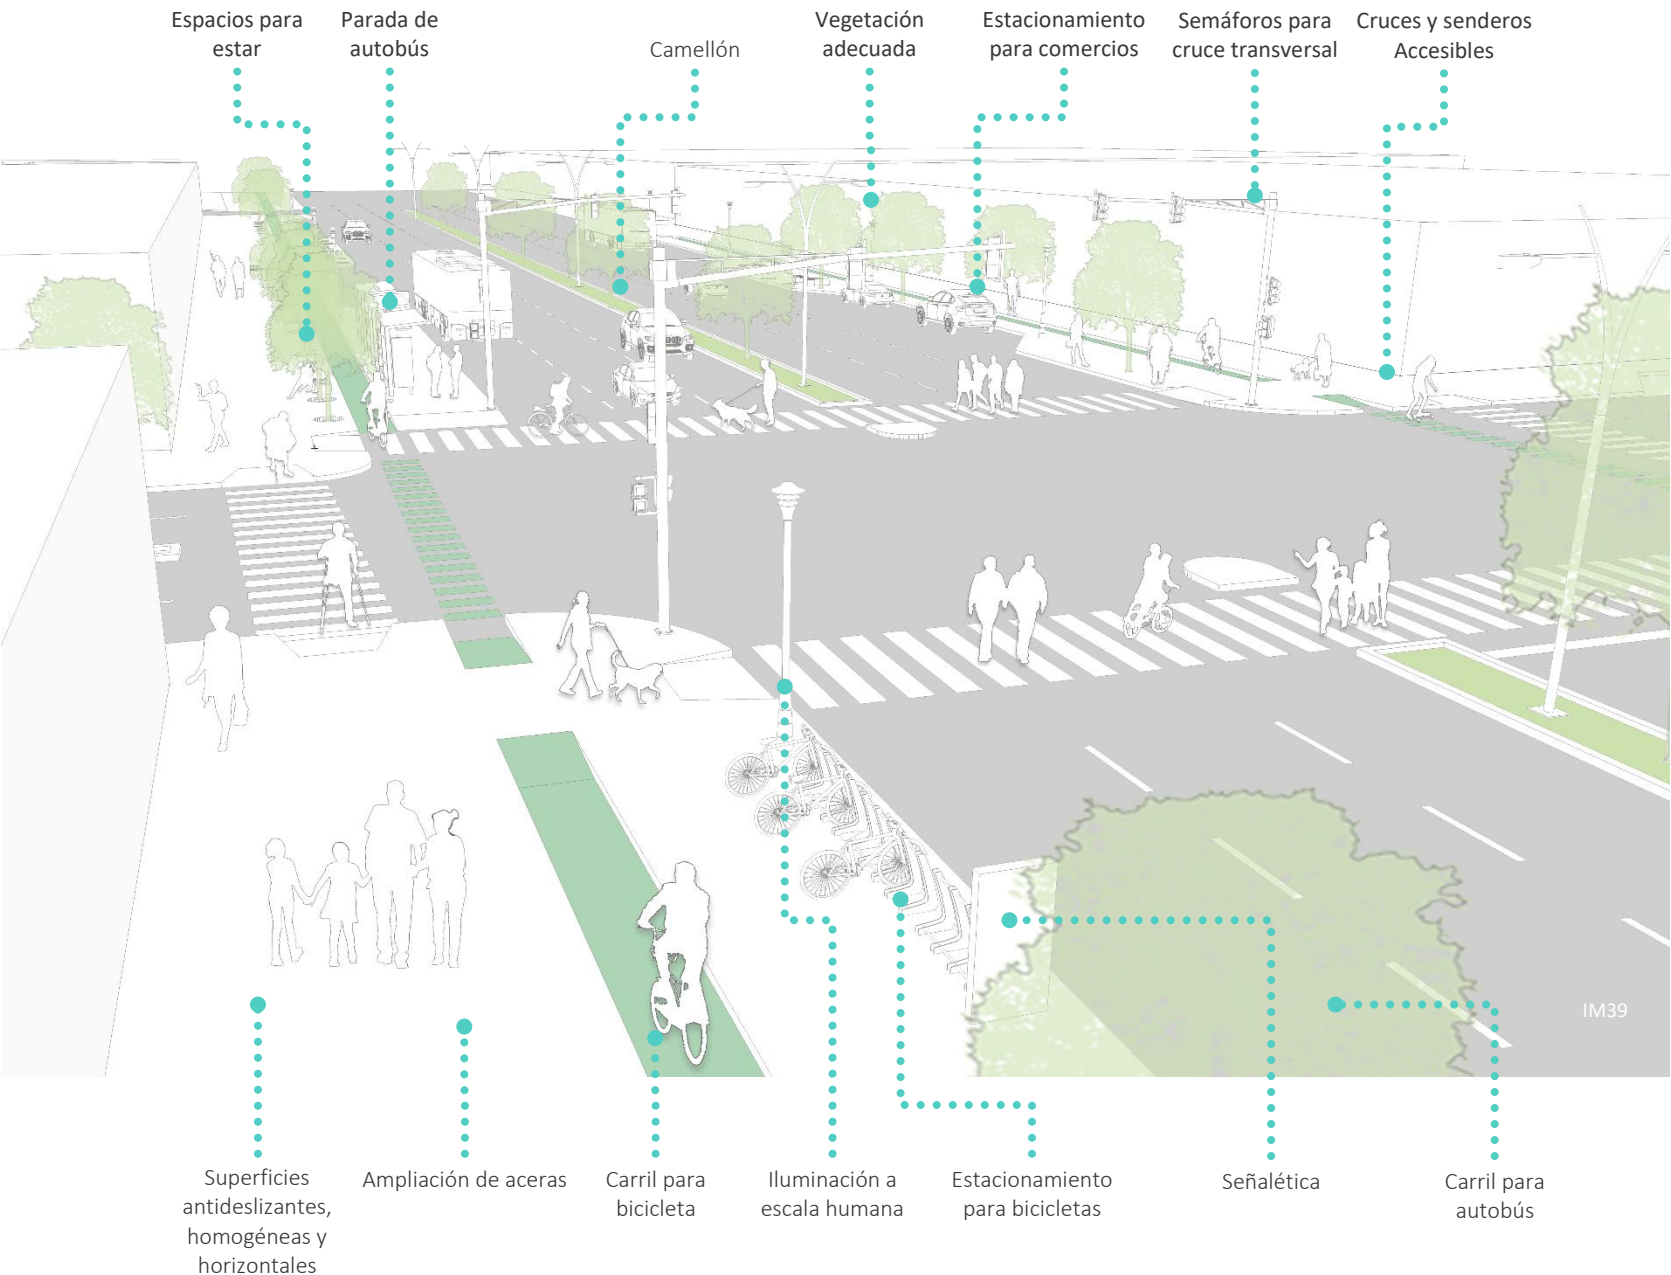 Espacios para
estar
Parada de
autobús
Camellón
Vegetación
adecuada
Estacionamiento
para comercios
Semáforos para
cruce transversal
Cruces y senderos
Accesibles
IM39
Superficies
antideslizantes,
homogéneas y
horizontales
Ampliación de aceras
Carril para
bicicleta
Iluminación a
escala humana
Estacionamiento
para bicicletas
Señalética
Carril para
autobús